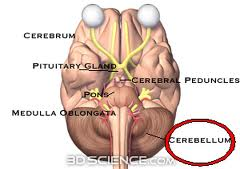 Cerebrum
Pituitary Gland
Cerebral Peduncles
Pons
Medulla Oblongata
Cerebellum
3DSCIENCE.COM